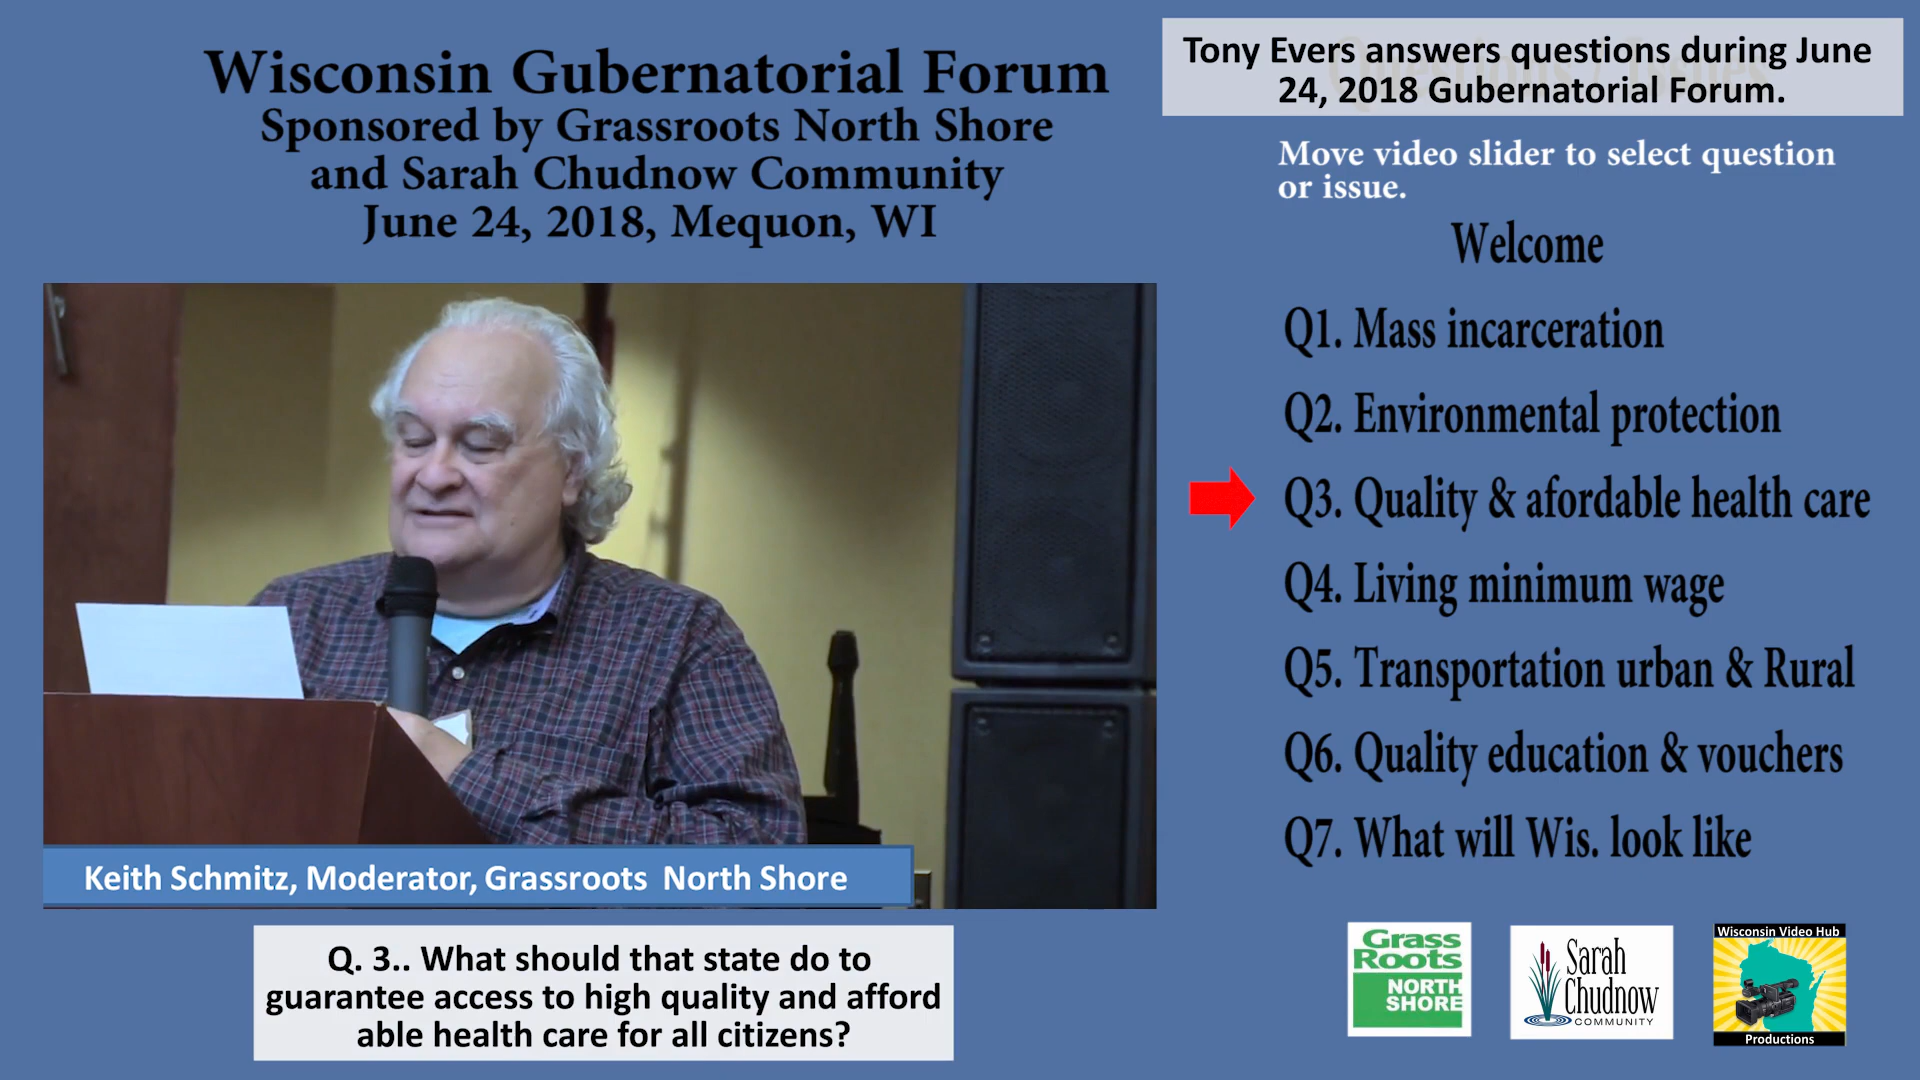 Wisconsin Gubernatorial Forum
Sponsored by Grassroots North Shore
and Sarah Chudnow Community
June 24, 2018, Mequon, WI
Tony Evers answers questions during June
24, 2018 Gubernatorial Forum.
Move video slider to select question
or issue.
Welcome
Q1. Mass incarceration
Q2. Environmental protection
Q3. Quality & afordable health care
Q4. Living minimum wage
Q5. Transportation urban & Rural
Q6. Quality education & vouchers
Q7. What will Wis. look like
Keith Schmitz, Moderator, Grassroots North Shore
Q. 3.. What should that state do to
guarantee access to high quality and afford
able health care for all citizens?
Grass
Roots
NORTH
SHORE
Sarah
Chudnow
COMMUNITY
Wisconsin Video Hub
Productions